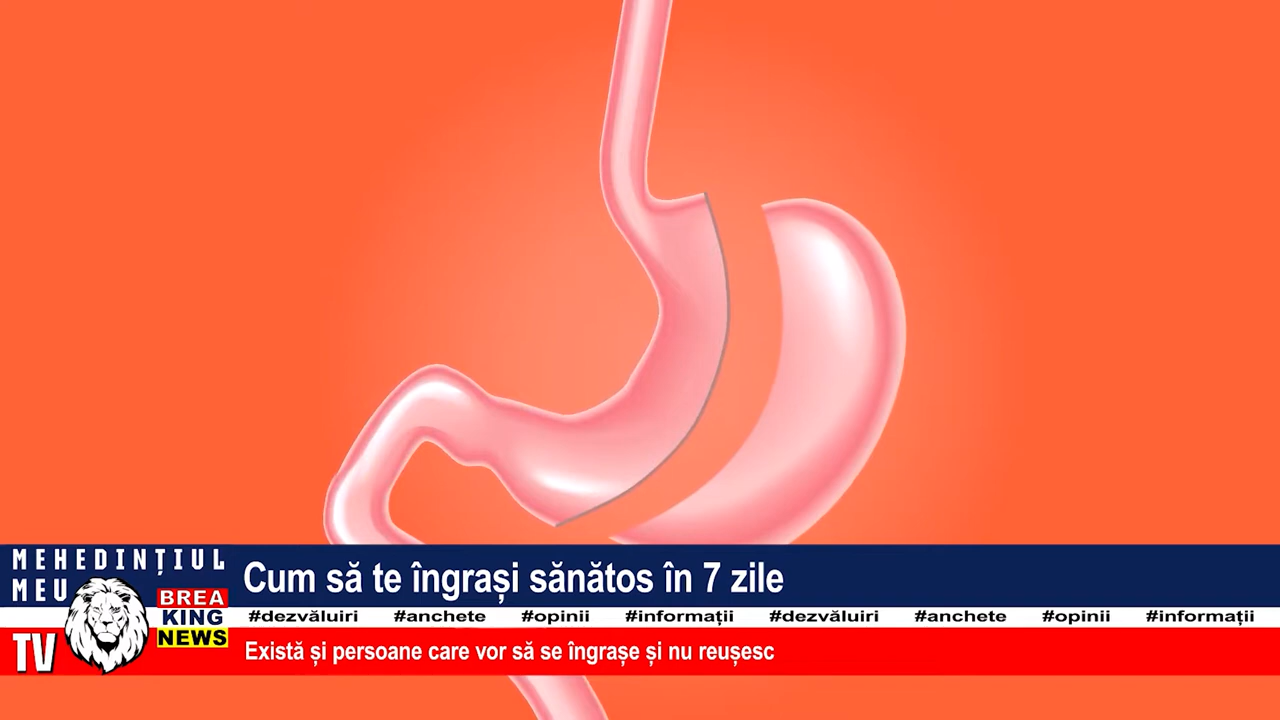 MEHEDINȚIUL
MEU
TV
BREA
KING
NEWS
Cum să te îngrași sănătos în 7 zile
#dezvăluiri #anchete #opinii #informații #dezvăluiri #anchete #opinii #informații
Există și persoane care vor să se îngrașe și nu reușesc